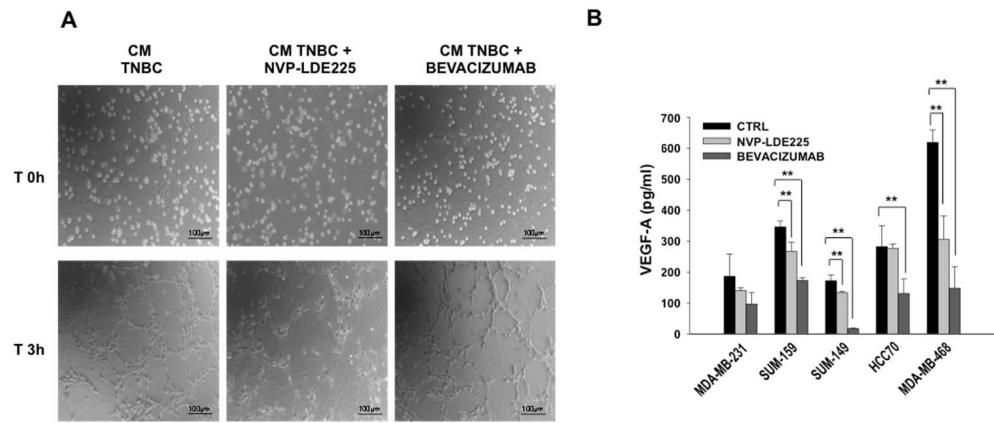 A
CM
TNBC
CM TNBC +
NVP-LDE225
CM TNBC +
BEVACIZUMAB
T 0h
100µm
100µm
100µm
T 3h
100µm
100µm
100µm
B
VEGF-A (pg/ml)
700
600
500
400
300
200
100
0
CTRL
NVP-LDE225
BEVACIZUMAB
**
**
**
**
**
**
**
MDA-MB-231
SUM-159
SUM-149
HCC70
MDA-MB-468